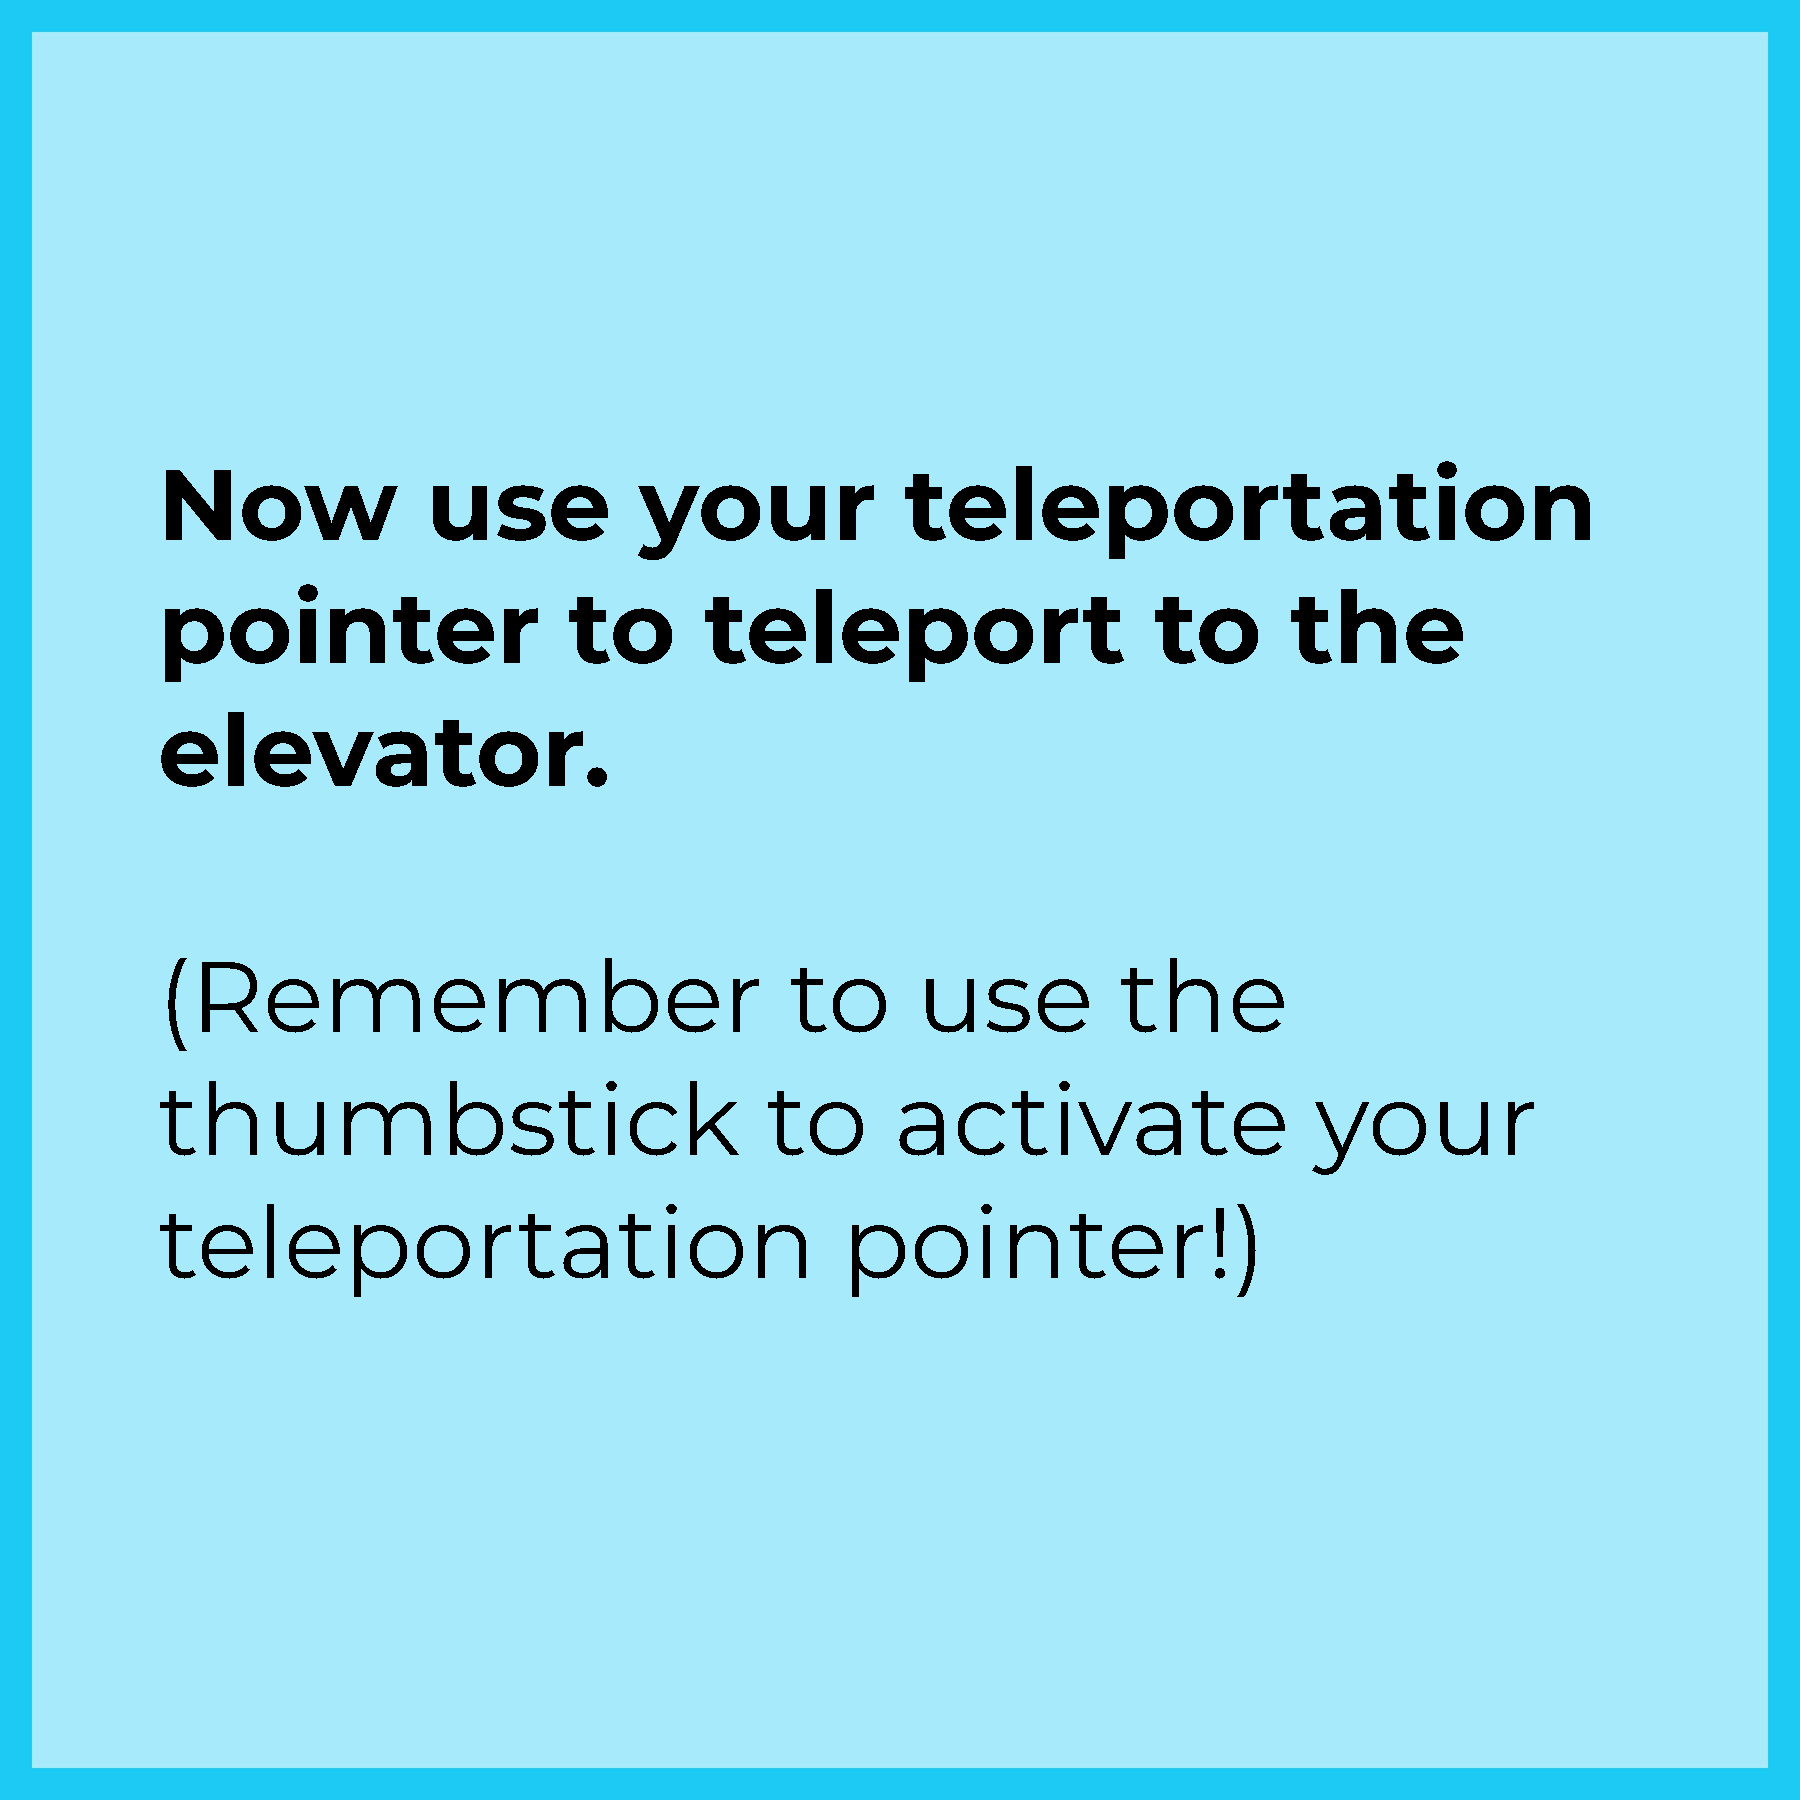 Now use your teleportation
pointer to teleport to the
elevator.
(Remember to use the
thumbstick to activate your
teleportation pointer!)